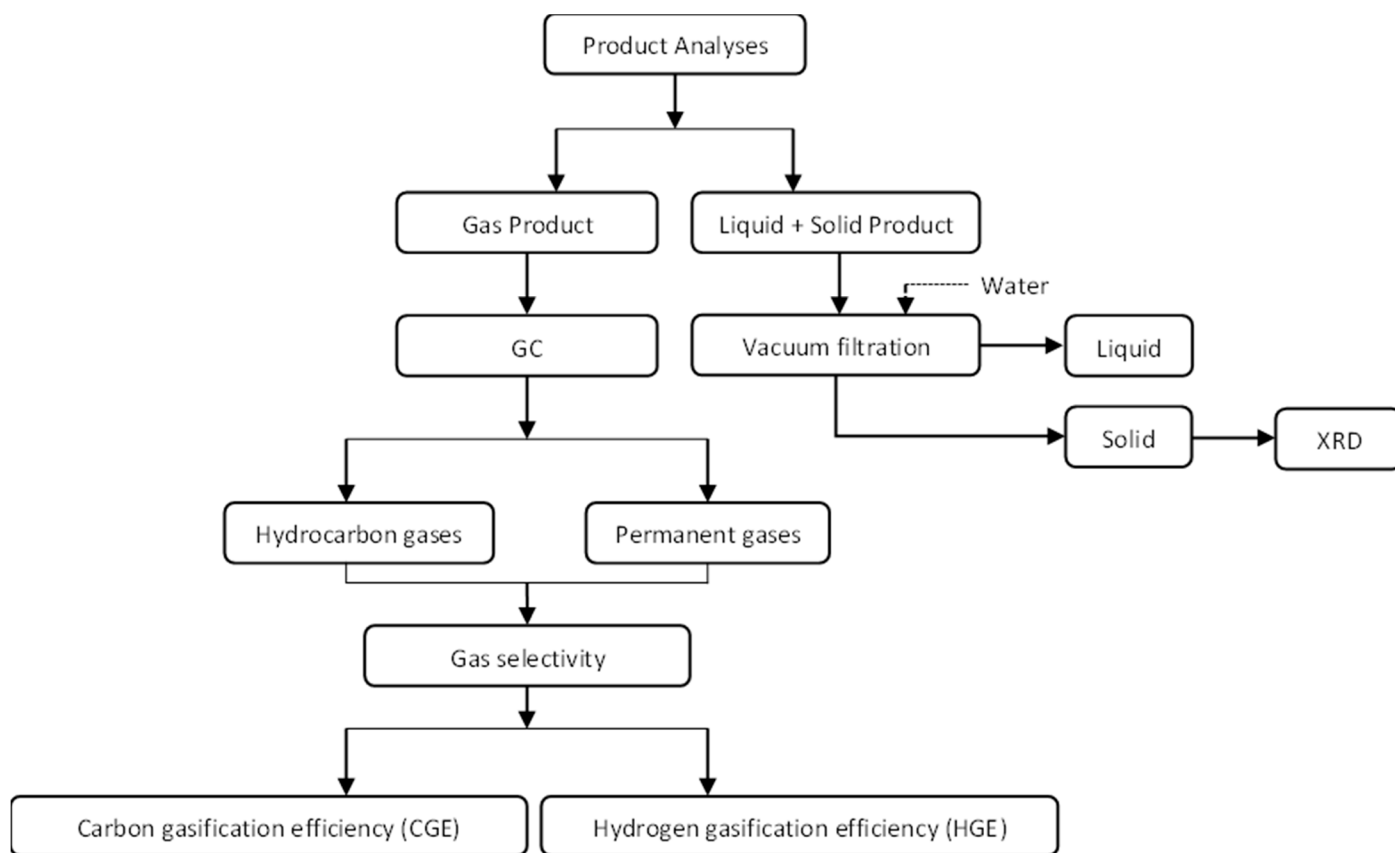 Product Analyses
Gas Product
Liquid + Solid Product
Water
GC
Vacuum filtration
Liquid
Solid
XRD
Hydrocarbon gases
Permanent gases
Gas selectivity
Carbon gasification efficiency (CGE)
Hydrogen gasification efficiency (HGE)